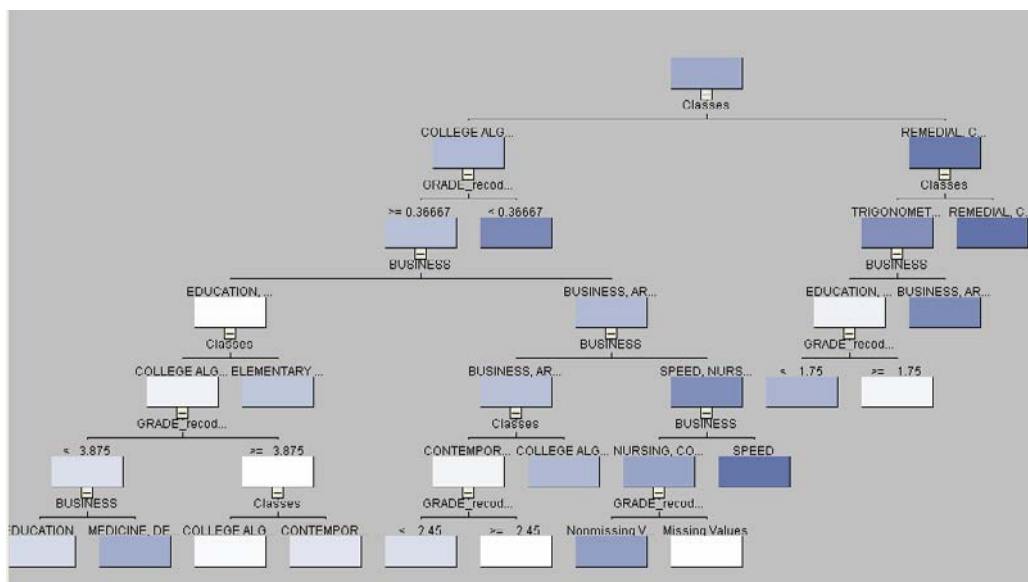 Classes
COLLEGE ALG... REMEDIAL, C...
GRADE_recod... Classes
>= 0.36667 < 0.36667 TRIGONOMET... REMEDIAL, C...
BUSINESS BUSINESS
EDUCATION, ... BUSINESS, AR... EDUCATION, ... BUSINESS, AR...
Classes BUSINESS GRADE_recod...
COLLEGE ALG... ELEMENTARY ... BUSINESS, AR... SPEED, NURS... < 1.75 >= 1.75
GRADE_recod... Classes BUSINESS
< 3.875 >= 3.875 CONTEMPOR... COLLEGE ALG... NURSING, CO... SPEED
BUSINESS Classes GRADE_recod... GRADE_recod...
EDUCATION MEDICINE, DE... COLLEGE ALG... CONTEMPOR... < 2.45 >= 2.45 Nonmissing V... Missing Values